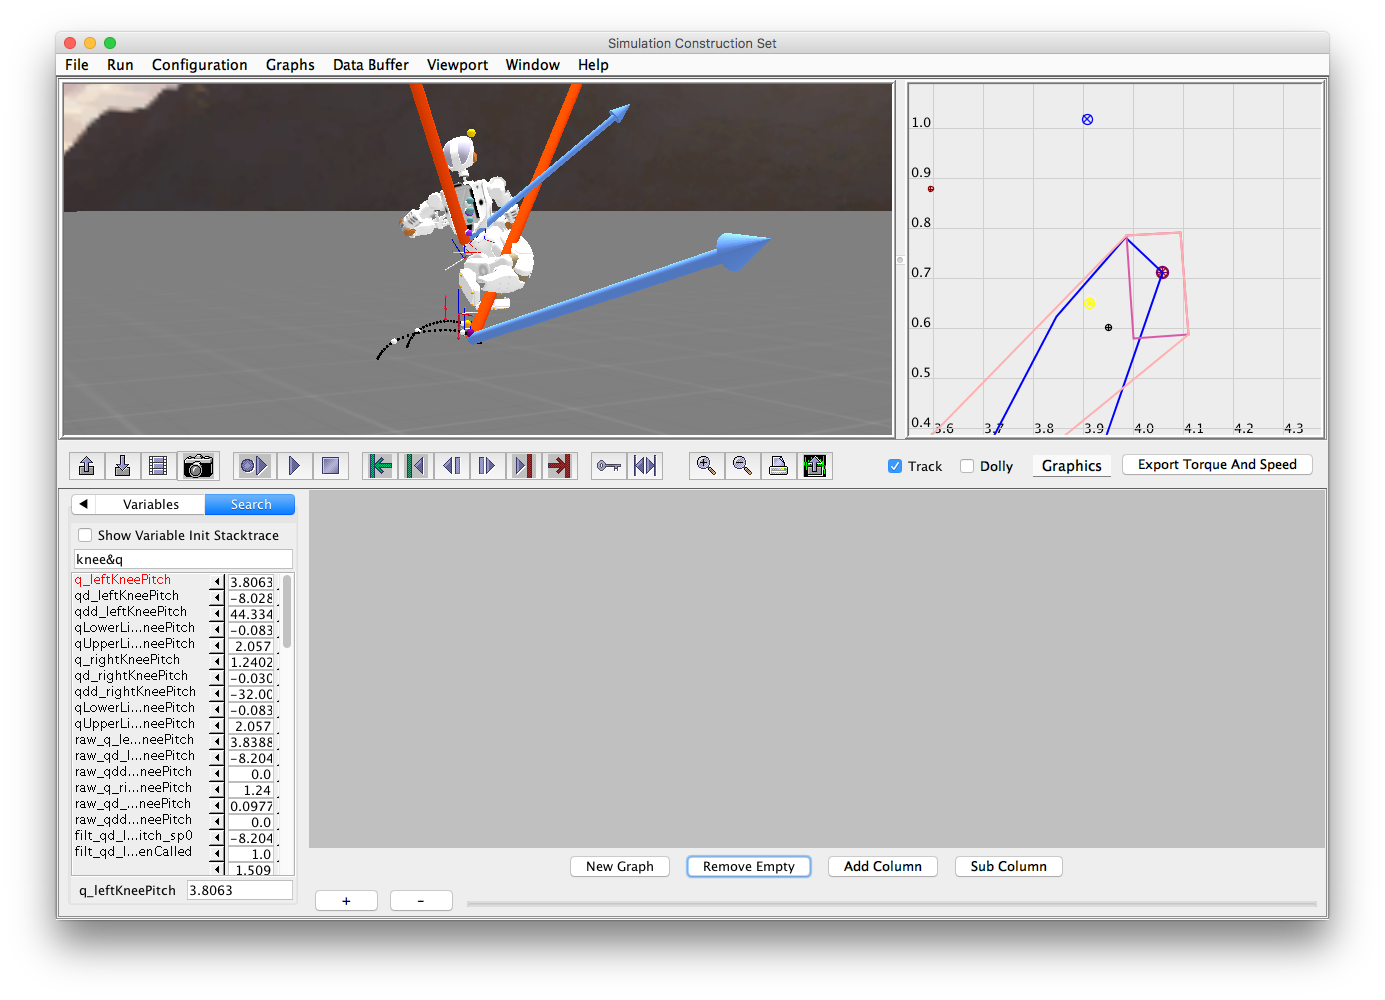 Simulation Construction Set
File Run Configuration Graphs Data Buffer Viewport Window Help
1.0
0.9
0.8
0.7
0.6
0.5
0.4
3.6 3.7 3.8 3.9 4.0 4.1 4.2 4.3
Track Dolly Graphics Export Torque And Speed
Variables Search
Show Variable Init Stacktrace
knee&q
q_leftKneePitch 3.8063
qd_leftKneePitch -8.028
qdd_leftKneePitch 44.334
qLowerLi...neePitch -0.083
qUpperLi...neePitch 2.057
q_rightKneePitch 1.2402
qd_rightKneePitch -0.030
qdd_rightKneePitch -32.00
qLowerLi...neePitch -0.083
qUpperLi...neePitch 2.057
raw_q_le...neePitch 3.8388
raw_qd_l...neePitch -8.204
raw_qdd...neePitch 0.0
raw_q_ri...neePitch 1.24
raw_qd_...neePitch 0.0977
raw_qdd...neePitch 0.0
filt_qd_l...itch_sp0 -8.204
filt_qd_l...enCalled 1.0
1.509
q_leftKneePitch 3.8063
New Graph Remove Empty Add Column Sub Column
+ -